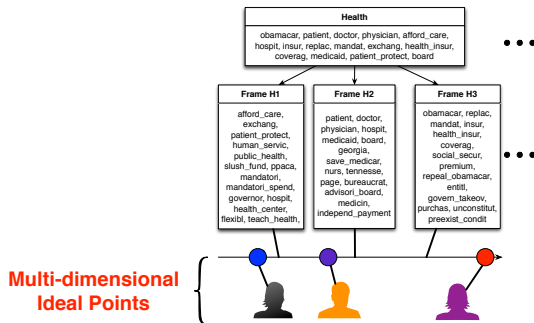 Health
obamacar, patient, doctor, physician, afford_care,
hospit, insur, replac, mandat, exchang, health_insur,
coverag, medicaid, patient_protect, board
Frame H1
afford_care,
exchang,
patient_protect,
human_servic,
public_health,
slush_fund, ppaca,
mandatori,
mandatori_spend,
governor, hospit,
health_center,
flexibl, teach_health,
Frame H2
patient, doctor,
physician, hospit,
medicaid, board,
georgia,
save_medicar,
nurs, tennesse,
page, bureaucrat,
advisori_board,
medicin,
independ_payment
Frame H3
obamacar, replac,
mandat, insur,
health_insur,
coverag,
social_secur,
premium,
repeal_obamacar,
entitl,
govern_takeov,
purchas, unconstitut,
preexist_condit
Multi-dimensional
Ideal Points